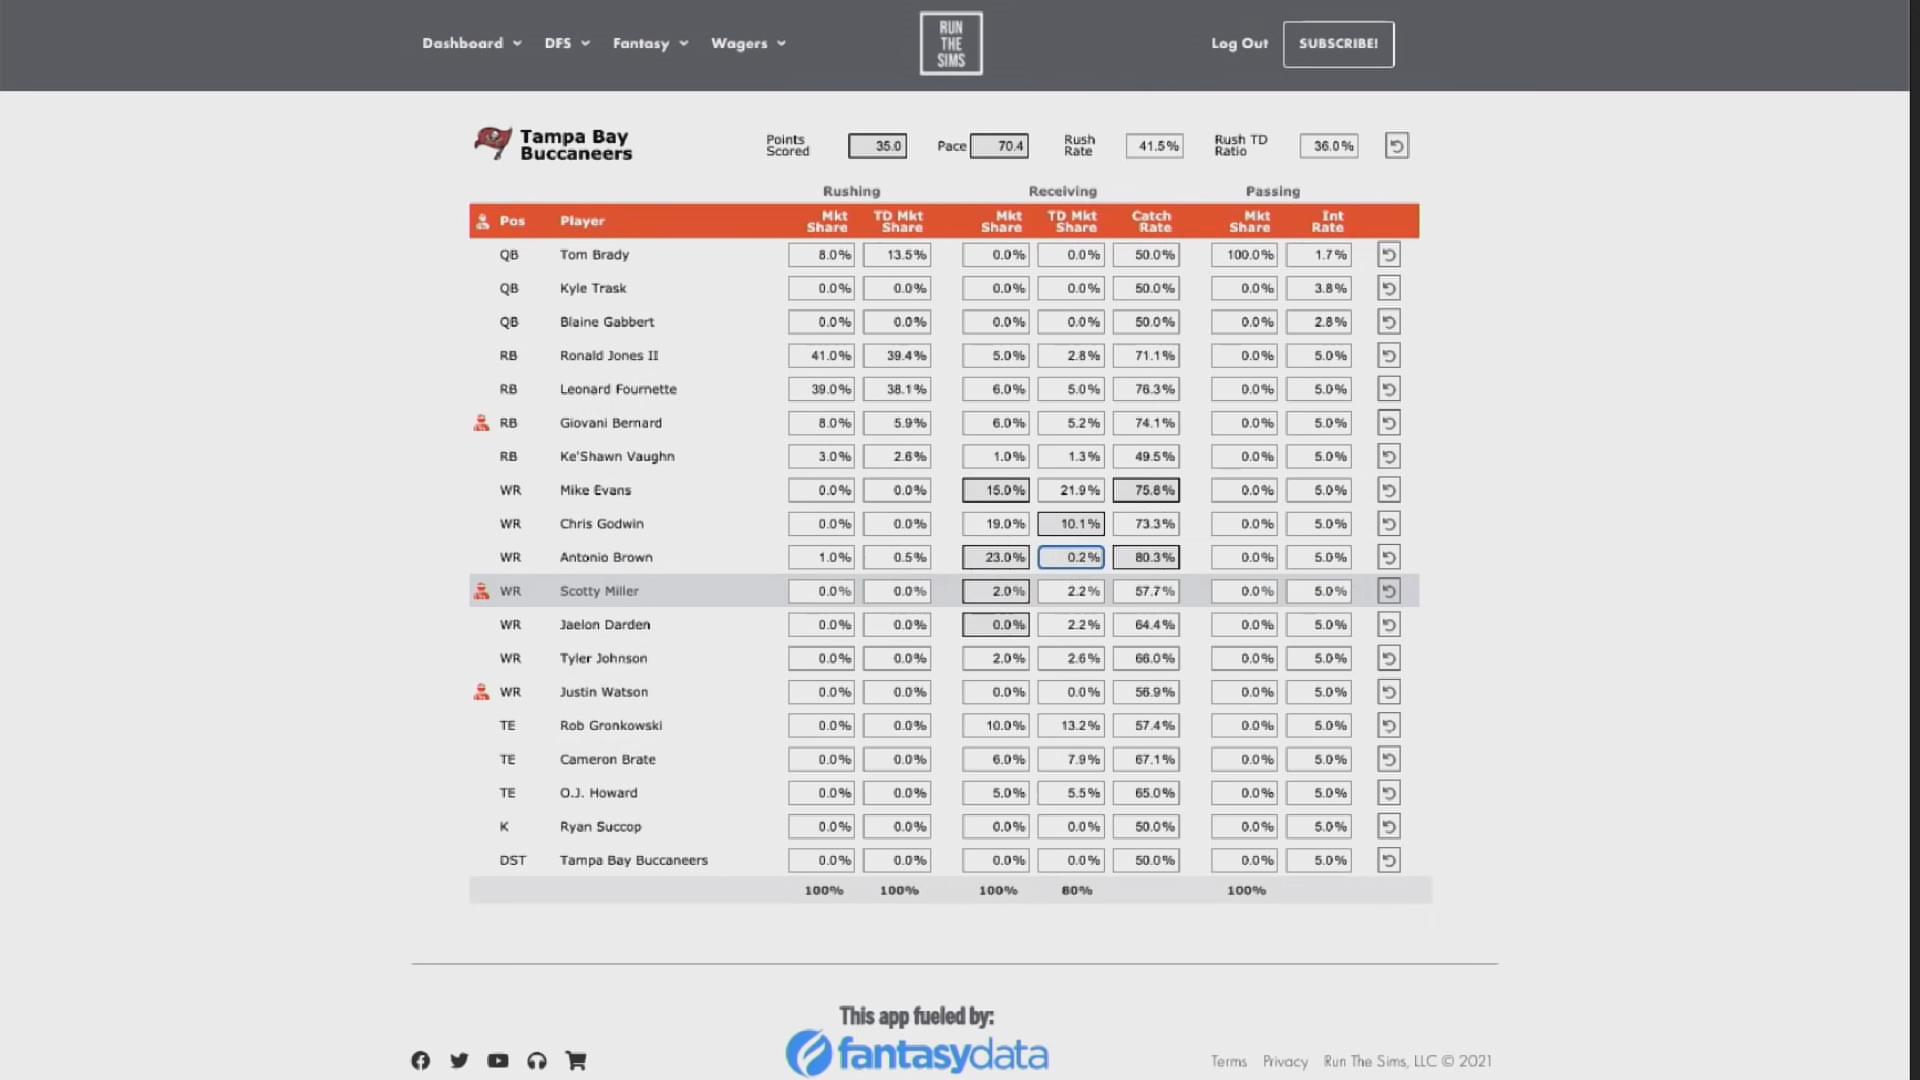 Dashboard DFS Fantasy Wagers RUN THE SIMS Log Out SUBSCRIBE!
Tampa Bay Buccaneers Points Scored 35.0 Pace 70.4 Rush Rate 41.5% Rush TD Ratio 36.0%
Rushing Receiving Passing
Pos Player Mkt Share TD Mkt Share Mkt Share TD Mkt Share Catch Rate Mkt Share Int Rate
QB Tom Brady 8.0% 13.5% 0.0% 0.0% 50.0% 100.0% 1.7%
QB Kyle Trask 0.0% 0.0% 0.0% 0.0% 50.0% 0.0% 3.8%
QB Blaine Gabbert 0.0% 0.0% 0.0% 0.0% 50.0% 0.0% 2.8%
RB Ronald Jones II 41.0% 39.4% 5.0% 2.8% 71.1% 0.0% 5.0%
RB Leonard Fournette 39.0% 38.1% 6.0% 5.0% 76.3% 0.0% 5.0%
RB Giovani Bernard 8.0% 5.9% 6.0% 5.2% 74.1% 0.0% 5.0%
RB Ke'Shawn Vaughn 3.0% 2.6% 1.0% 1.3% 49.5% 0.0% 5.0%
WR Mike Evans 0.0% 0.0% 15.0% 21.9% 75.8% 0.0% 5.0%
WR Chris Godwin 0.0% 0.0% 19.0% 10.1% 73.3% 0.0% 5.0%
WR Antonio Brown 1.0% 0.5% 23.0% 0.2% 80.3% 0.0% 5.0%
WR Scotty Miller 0.0% 0.0% 2.0% 2.2% 57.7% 0.0% 5.0%
WR Jaelon Darden 0.0% 0.0% 0.0% 2.2% 64.4% 0.0% 5.0%
WR Tyler Johnson 0.0% 0.0% 2.0% 2.6% 66.0% 0.0% 5.0%
WR Justin Watson 0.0% 0.0% 0.0% 0.0% 56.9% 0.0% 5.0%
TE Rob Gronkowski 0.0% 0.0% 10.0% 13.2% 57.4% 0.0% 5.0%
TE Cameron Brate 0.0% 0.0% 6.0% 7.9% 67.1% 0.0% 5.0%
TE O.J. Howard 0.0% 0.0% 5.0% 5.5% 65.0% 0.0% 5.0%
K Ryan Succop 0.0% 0.0% 0.0% 0.0% 50.0% 0.0% 5.0%
DST Tampa Bay Buccaneers 0.0% 0.0% 0.0% 0.0% 50.0% 0.0% 5.0%
100% 100% 100% 80% 100%
This app fueled by:
fantasydata
Terms Privacy Run The Sims, LLC © 2021